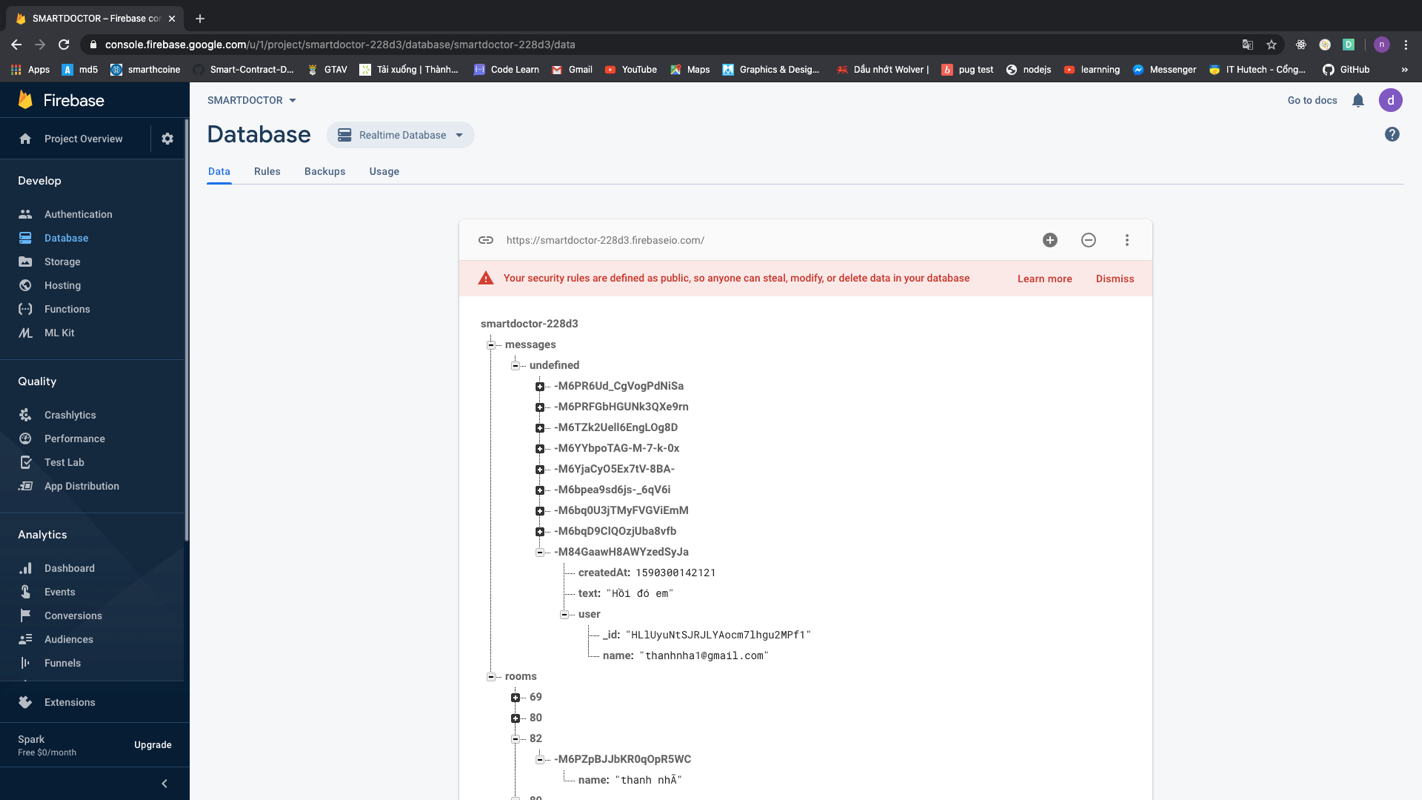 SMARTDOCTOR – Firebase con
console.firebase.google.com/u/1/project/smartdoctor-228d3/database/smartdoctor-228d3/data
n
Apps
md5
smarthcoine
Smart-Contract-D...
GTAV
Tải xuống | Thành...
Code Learn
Gmail
YouTube
Maps
Graphics & Desig...
Dầu nhớt Wolver |
pug test
nodejs
learnning
Messenger
IT Hutech - Cổng...
GitHub
»
Firebase
SMARTDOCTOR
Go to docs
d
Project Overview
Database
Realtime Database
Data
Rules
Backups
Usage
Develop
Authentication
Database
Storage
Hosting
Functions
ML Kit
Quality
Crashlytics
Performance
Test Lab
App Distribution
Analytics
Dashboard
Events
Conversions
Audiences
Funnels
Extensions
Spark
Free $0/month
Upgrade
https://smartdoctor-228d3.firebaseio.com/
Your security rules are defined as public, so anyone can steal, modify, or delete data in your database
Learn more
Dismiss
smartdoctor-228d3
messages
undefined
-M6PR6Ud_CgVogPdNiSa
-M6PRFGbHGUNk3QXe9rn
-M6TZk2Uell6EngLOg8D
-M6YYbpoTAG-M-7-k-0x
-M6YjaCyO5Ex7tV-8BA-
-M6bpea9sd6js-_6qV6i
-M6bq0U3jTMyFVGViEmM
-M6bqD9ClQOzjUba8vfb
-M84GaawH8AWYzedSyJa
createdAt: 1590300142121
text: "Hồi đó em"
user
_id: "HLlUyuNtSJRJLYAocm7lhgu2MPf1"
name: "thanhnha1@gmail.com"
rooms
69
80
82
-M6PZpBJJbKR0qOpR5WC
name: "thanh nhÃ"